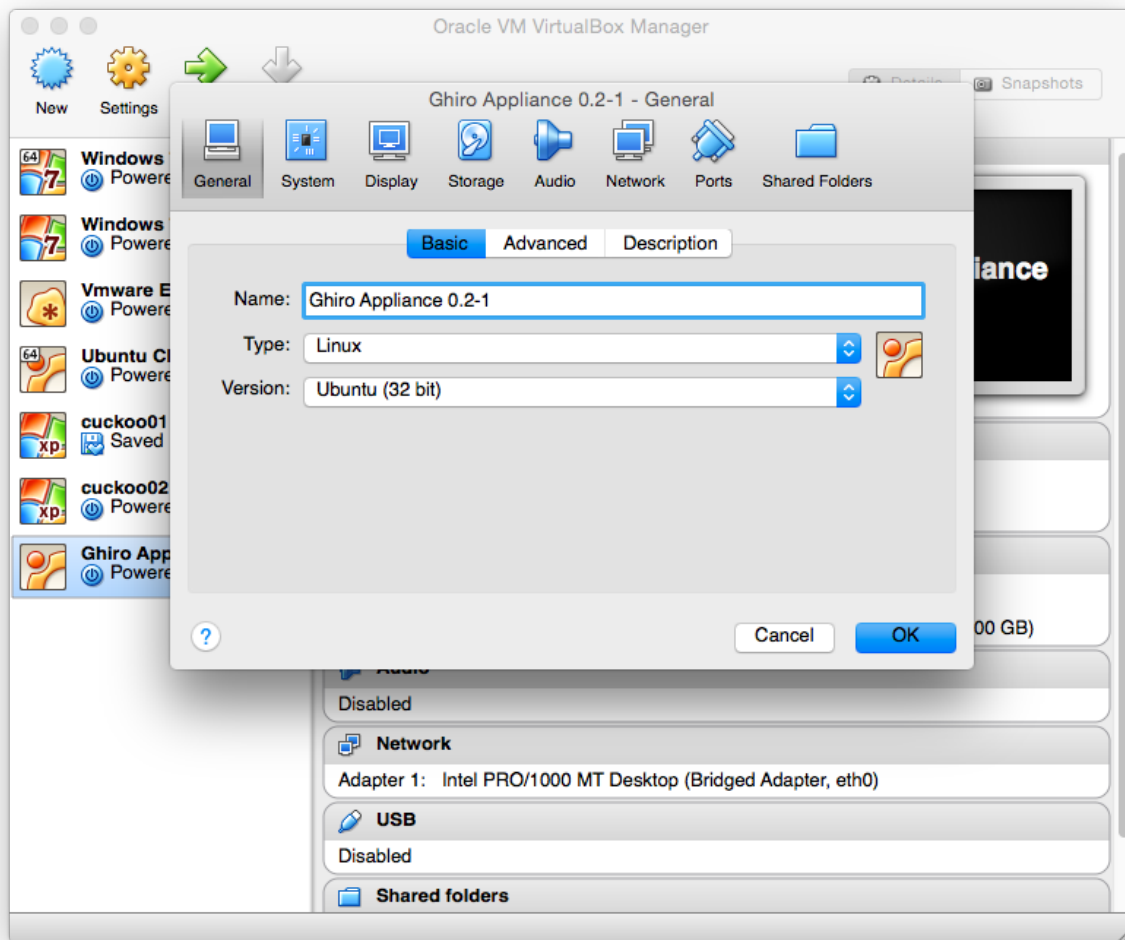 Oracle VM VirtualBox Manager
New
Settings
Details
Snapshots
Ghiro Appliance 0.2-1 - General
General
System
Display
Storage
Audio
Network
Ports
Shared Folders
Basic
Advanced
Description
Name: Ghiro Appliance 0.2-1
Type: Linux
Version: Ubuntu (32 bit)
?
Cancel
OK
64
7
Windows
Powere
7
Windows
Powere
Vmware E
Powere
64
Ubuntu Cl
Powere
xp
cuckoo01
Saved
xp
cuckoo02
Powere
Ghiro App
Powere
iance
00 GB)
Audio
Disabled
Network
Adapter 1: Intel PRO/1000 MT Desktop (Bridged Adapter, eth0)
USB
Disabled
Shared folders